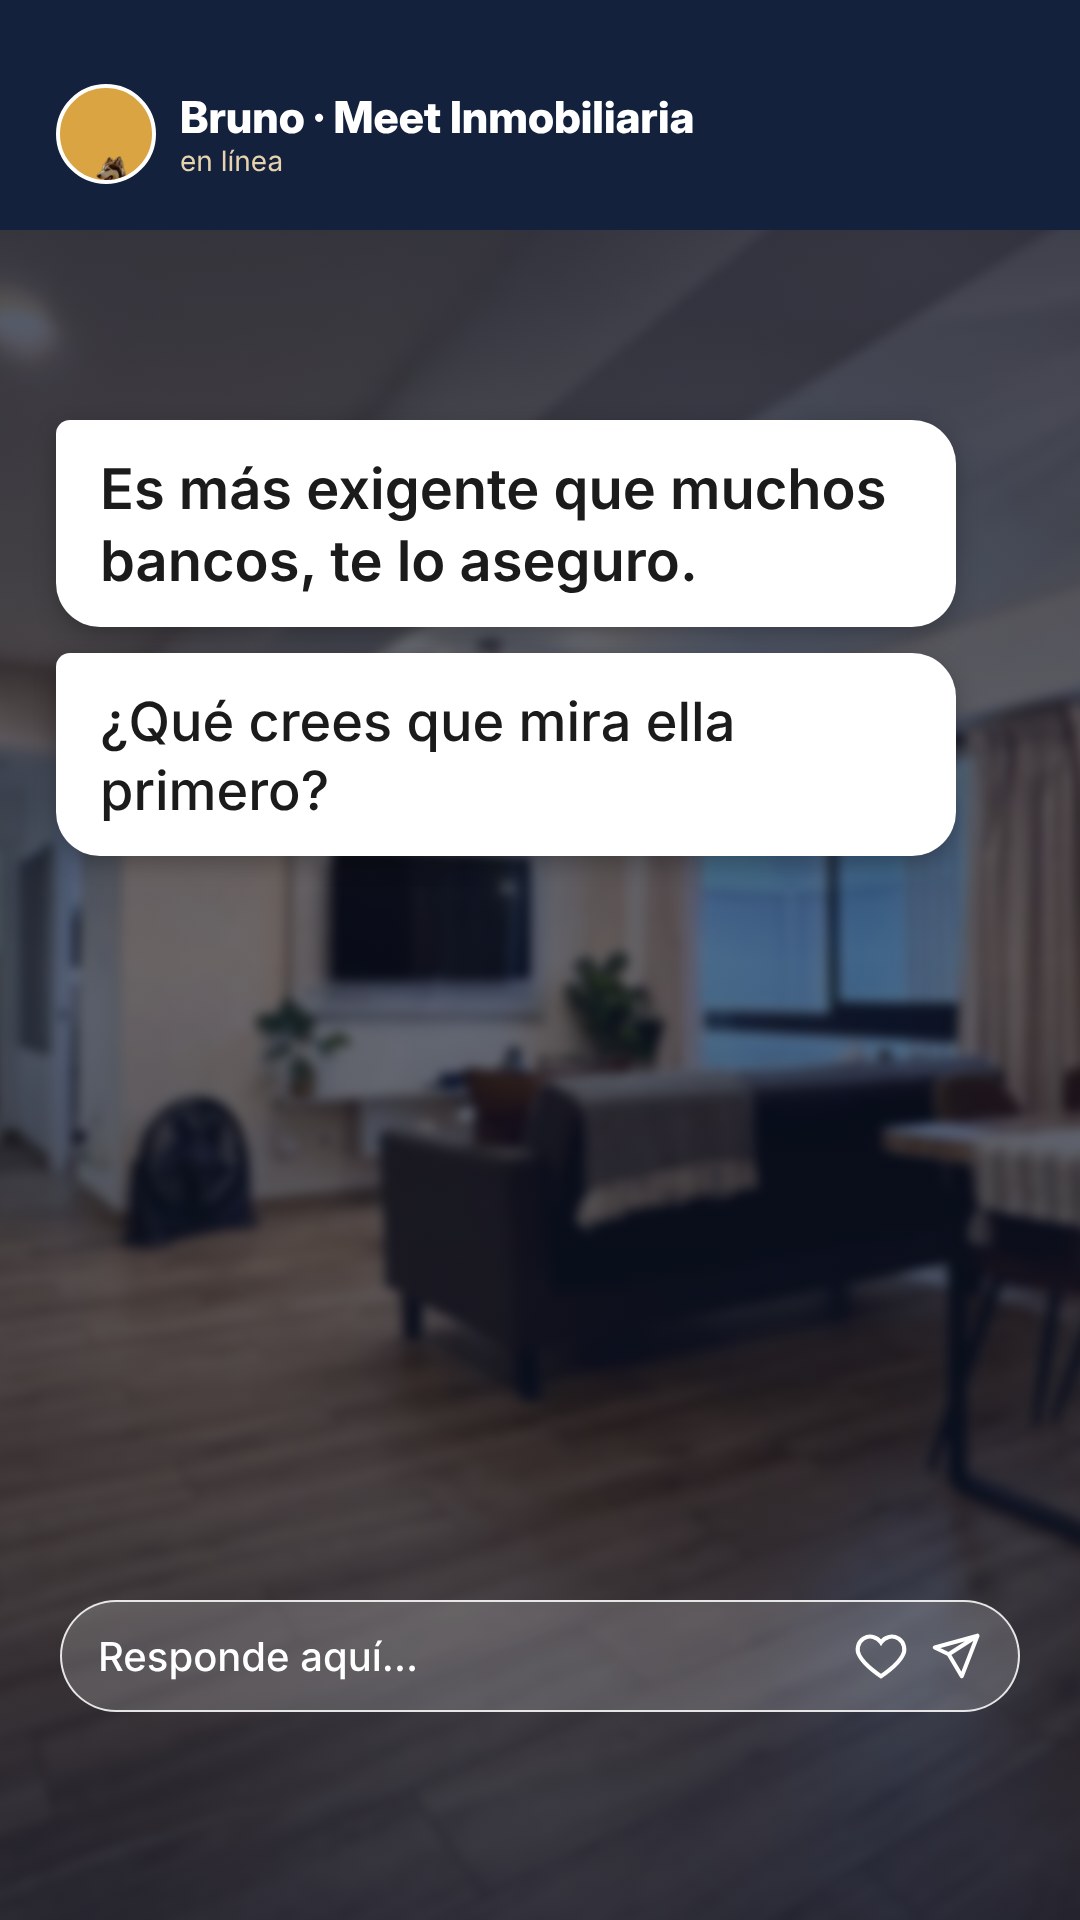 Bruno · Meet Inmobiliaria
en línea
Es más exigente que muchos
bancos, te lo aseguro.
¿Qué crees que mira ella
primero?
Responde aquí...